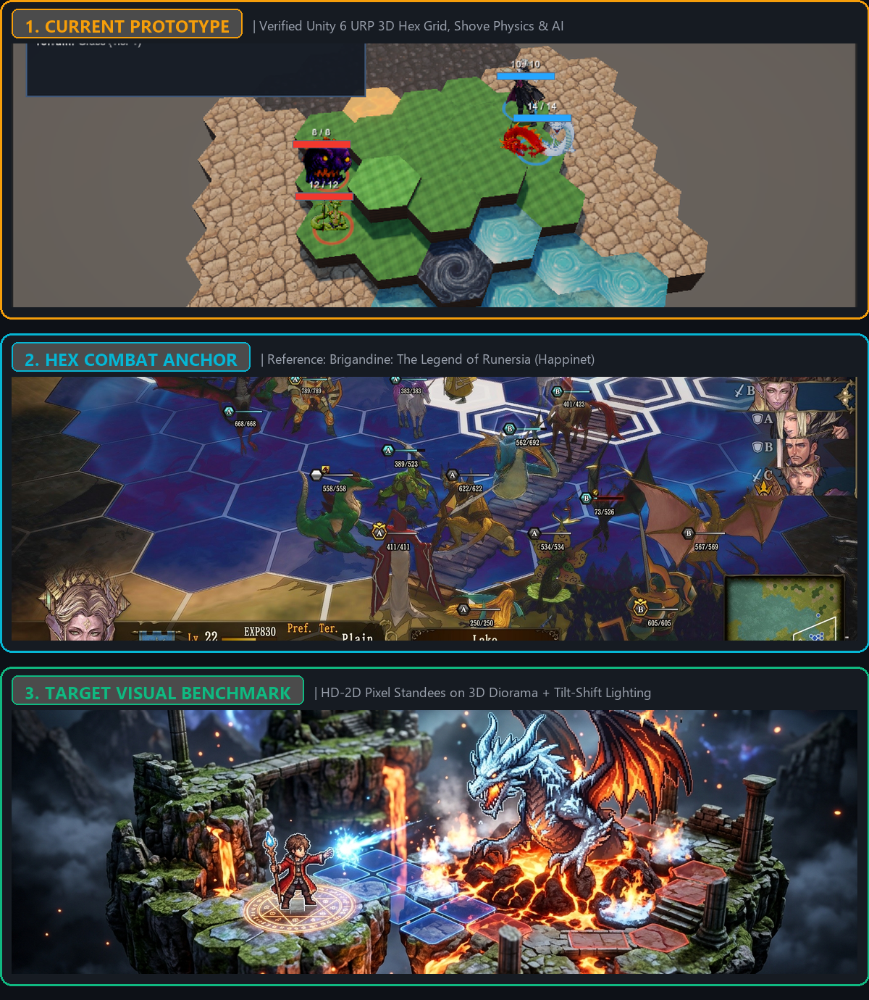 1. CURRENT PROTOTYPE | Verified Unity 6 URP 3D Hex Grid, Shove Physics & AI
10/10
14/14
8/8
12/12
2. HEX COMBAT ANCHOR | Reference: Brigandine: The Legend of Runersia (Happinet)
A 789/789
A 383/383
B 401/423
B
A 668/668
A
B 562/692
B
A 389/523
C
558/558
A 622/622
B 73/526
A 411/411
A 534/534
B 567/569
A 250/250
B 605/605
Lv 22 EXP830 Pref. Ter.
Plain
Lake
3. TARGET VISUAL BENCHMARK | HD-2D Pixel Standees on 3D Diorama + Tilt-Shift Lighting